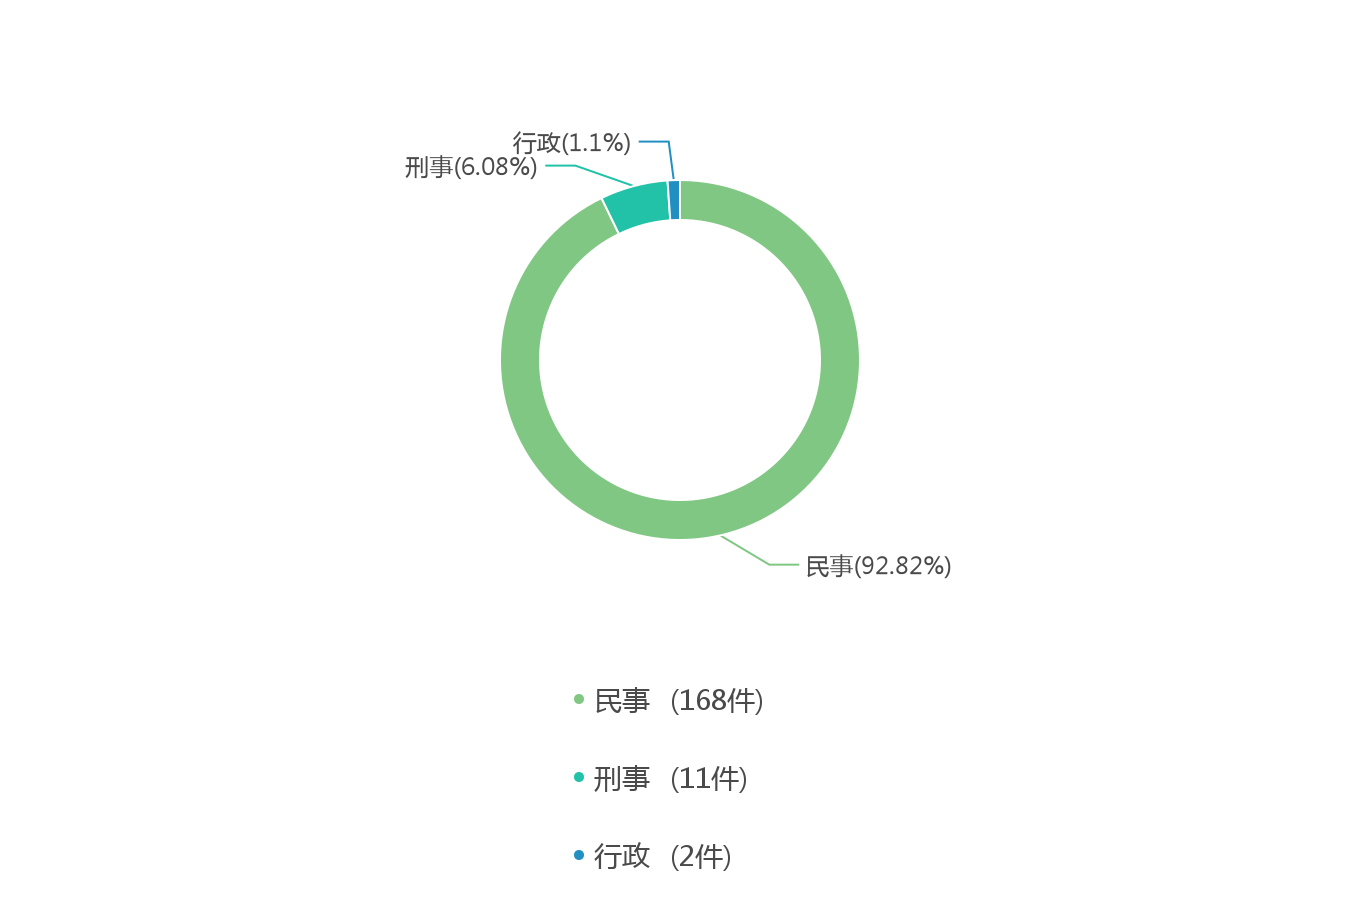 行政(1.1%)
刑事(6.08%)
民事(92.82%)
民事 (168件)
刑事 (11件)
行政 (2件)